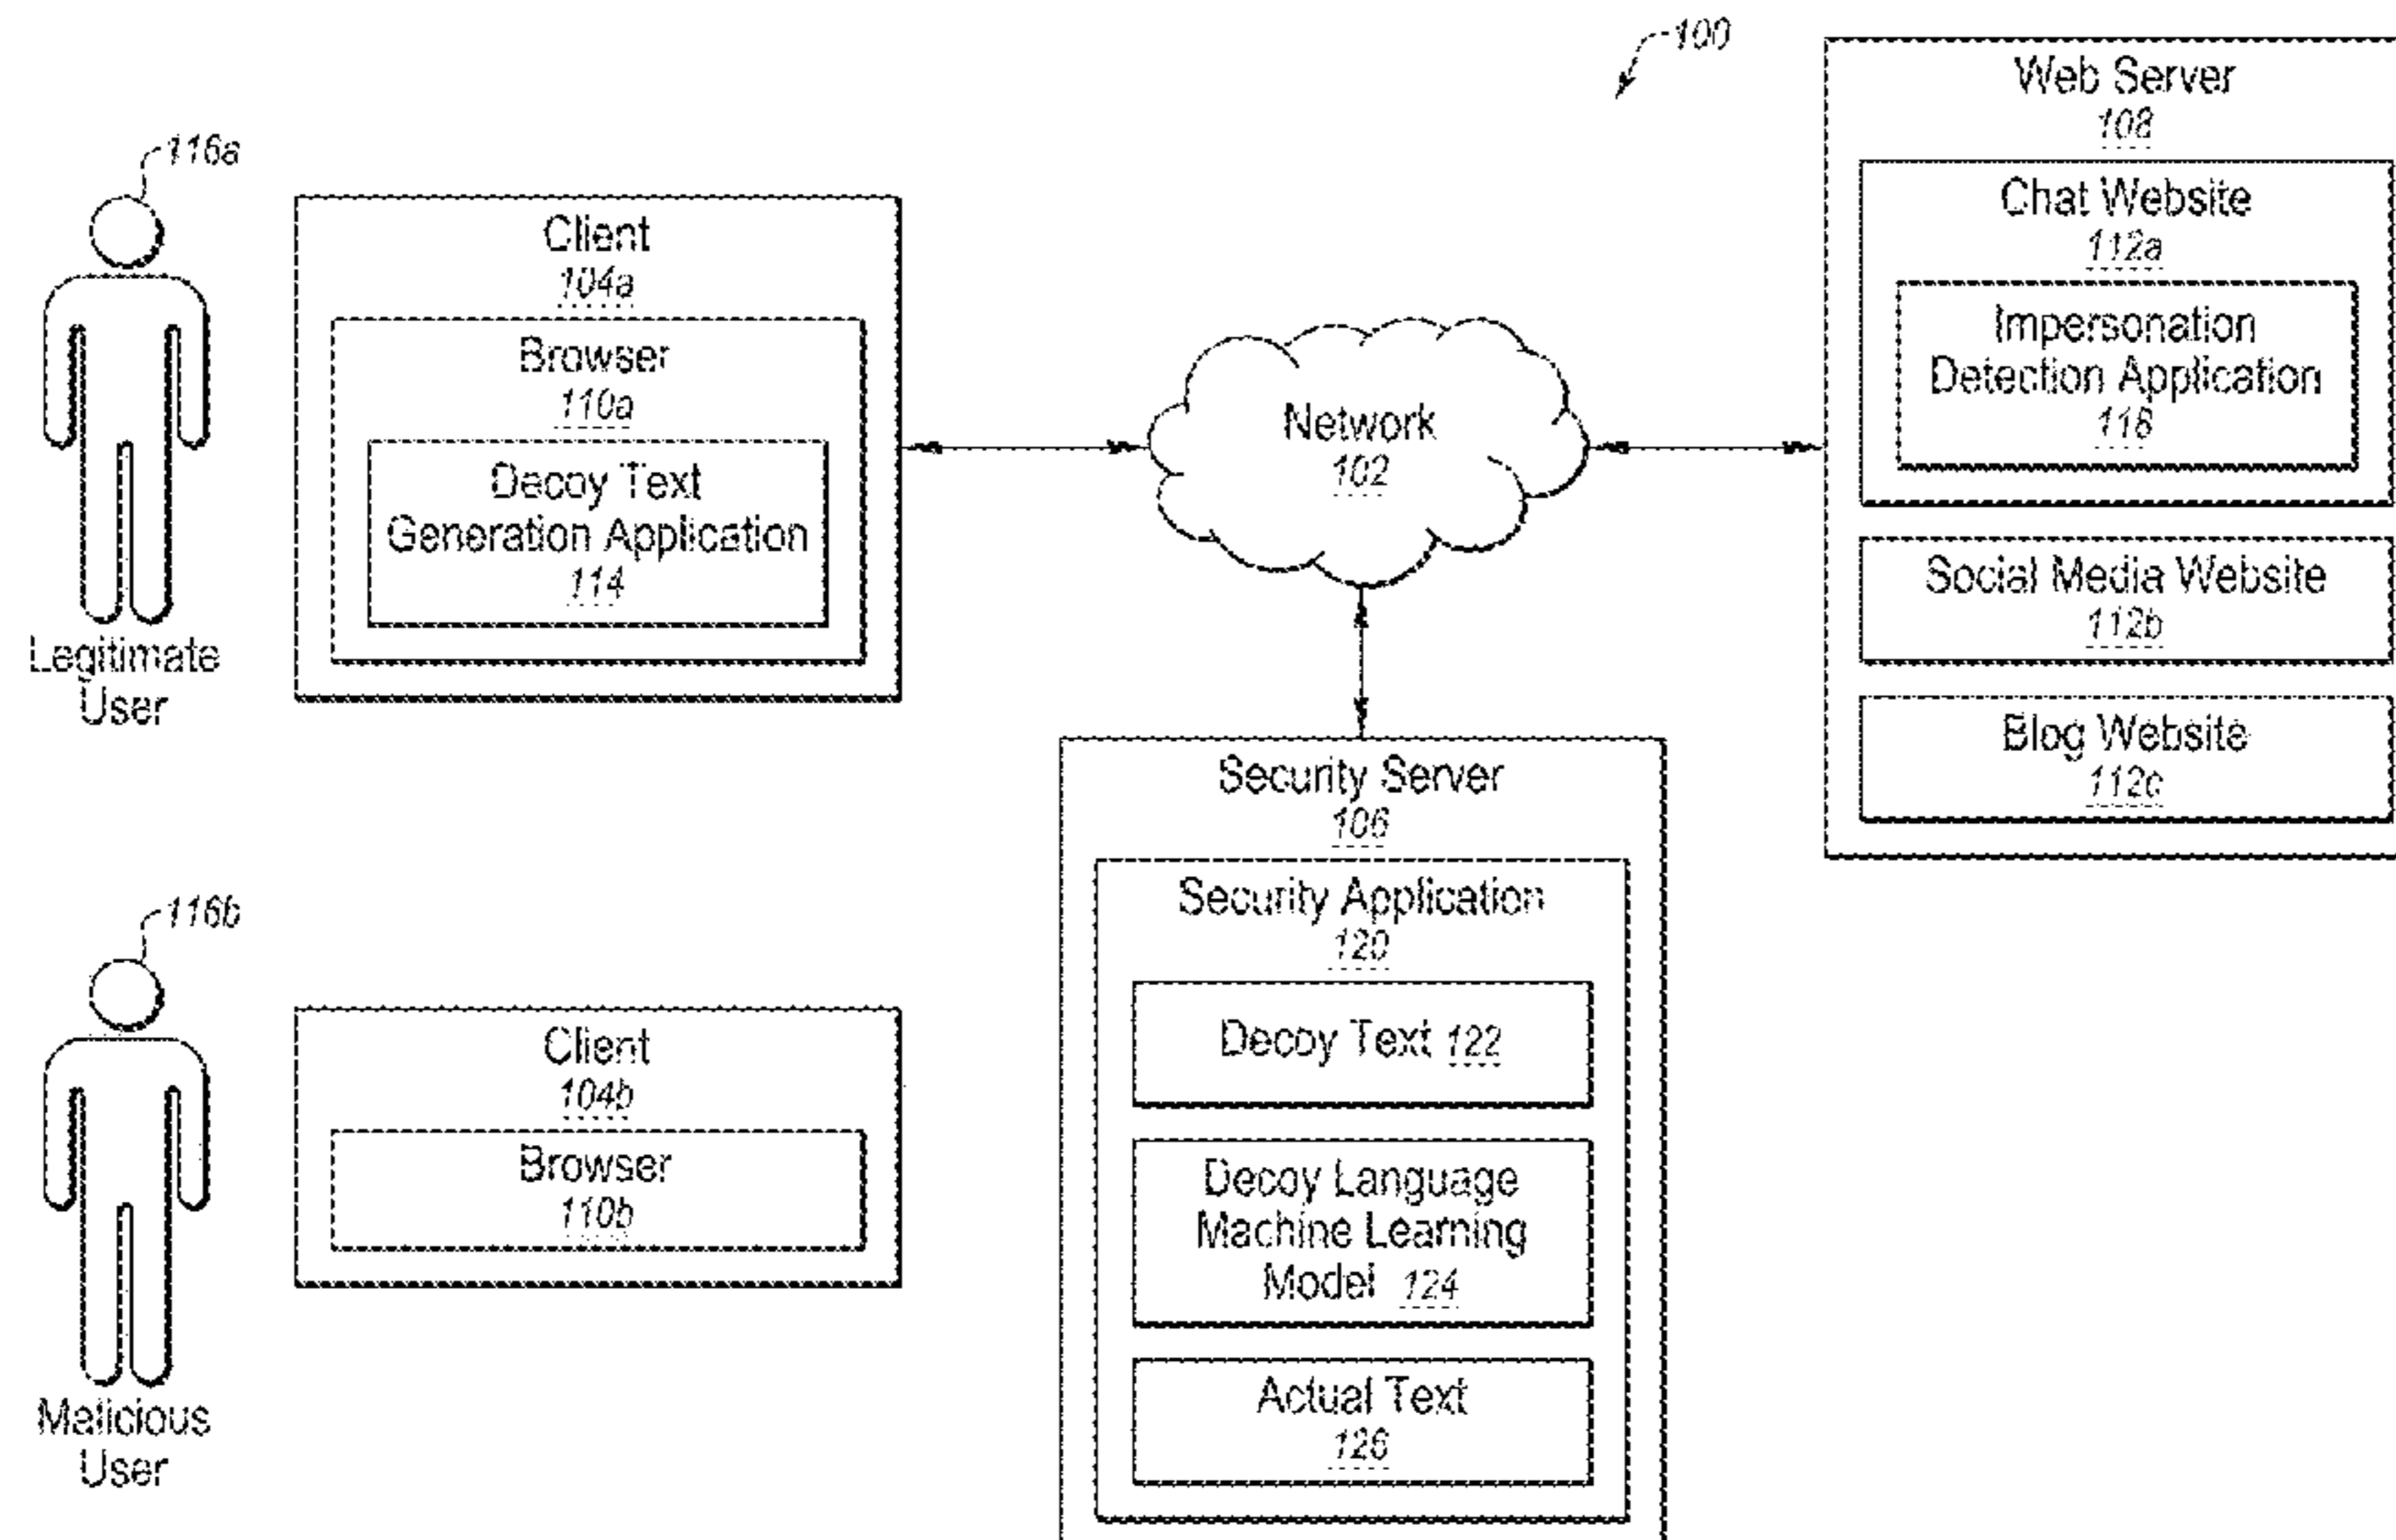 100
116a
Legitimate
User
Client
104a
Browser
110a
Decoy Text
Generation Application
114
Network
102
Web Server
108
Chat Website
112a
Impersonation
Detection Application
118
Social Media Website
112b
Blog Website
112c
116b
Malicious
User
Client
104b
Browser
110b
Security Server
106
Security Application
120
Decoy Text 122
Decoy Language
Machine Learning
Model 124
Actual Text
126